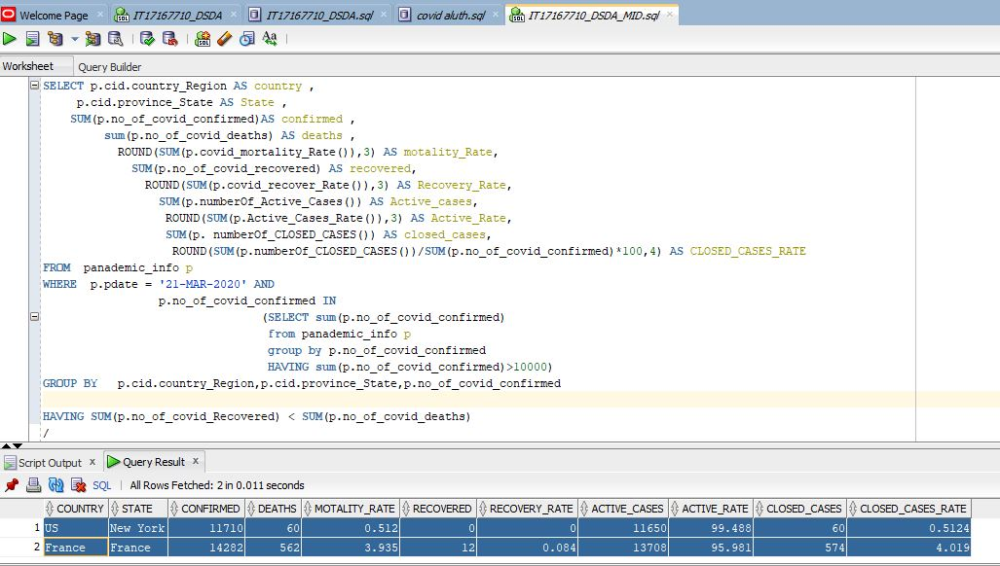 Welcome Page IT17167710_DSDA IT17167710_DSDA.sql covid aluth.sql IT17167710_DSDA_MID.sql
Worksheet Query Builder
SELECT p.cid.country_Region AS country ,
p.cid.province_State AS State ,
SUM(p.no_of_covid_confirmed)AS confirmed ,
sum(p.no_of_covid_deaths) AS deaths ,
ROUND(SUM(p.covid_mortality_Rate()),3) AS motality_Rate,
SUM(p.no_of_covid_recovered) AS recovered,
ROUND(SUM(p.covid_recover_Rate()),3) AS Recovery_Rate,
SUM(p.numberOf_Active_Cases()) AS Active_cases,
ROUND(SUM(p.Active_Cases_Rate()),3) AS Active_Rate,
SUM(p. numberOf_CLOSED_CASES()) AS closed_cases,
ROUND(SUM(p.numberOf_CLOSED_CASES())/SUM(p.no_of_covid_confirmed)*100,4) AS CLOSED_CASES_RATE
FROM panademic_info p
WHERE p.pdate = '21-MAR-2020' AND
p.no_of_covid_confirmed IN
(SELECT sum(p.no_of_covid_confirmed)
from panademic_info p
group by p.no_of_covid_confirmed
HAVING sum(p.no_of_covid_confirmed)>10000)
GROUP BY p.cid.country_Region,p.cid.province_State,p.no_of_covid_confirmed
HAVING SUM(p.no_of_covid_Recovered) < SUM(p.no_of_covid_deaths)
/
Script Output Query Result
SQL All Rows Fetched: 2 in 0.011 seconds
COUNTRY STATE CONFIRMED DEATHS MOTALITY_RATE RECOVERED RECOVERY_RATE ACTIVE_CASES ACTIVE_RATE CLOSED_CASES CLOSED_CASES_RATE
1 US New York 11710 60 0.512 0 0 11650 99.488 60 0.5124
2 France France 14282 562 3.935 12 0.084 13708 95.981 574 4.019